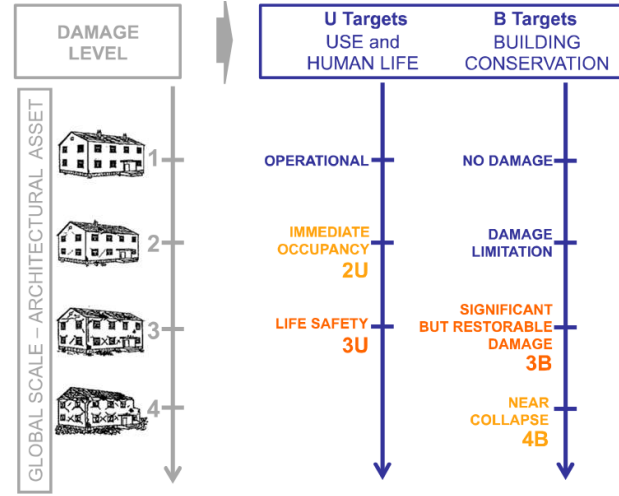 DAMAGE
LEVEL
U Targets
USE and
HUMAN LIFE
B Targets
BUILDING
CONSERVATION
GLOBAL SCALE – ARCHITECTURAL ASSET
1
OPERATIONAL
NO DAMAGE
2
IMMEDIATE
OCCUPANCY
2U
DAMAGE
LIMITATION
3
LIFE SAFETY
3U
SIGNIFICANT
BUT RESTORABLE
DAMAGE
3B
4
NEAR
COLLAPSE
4B